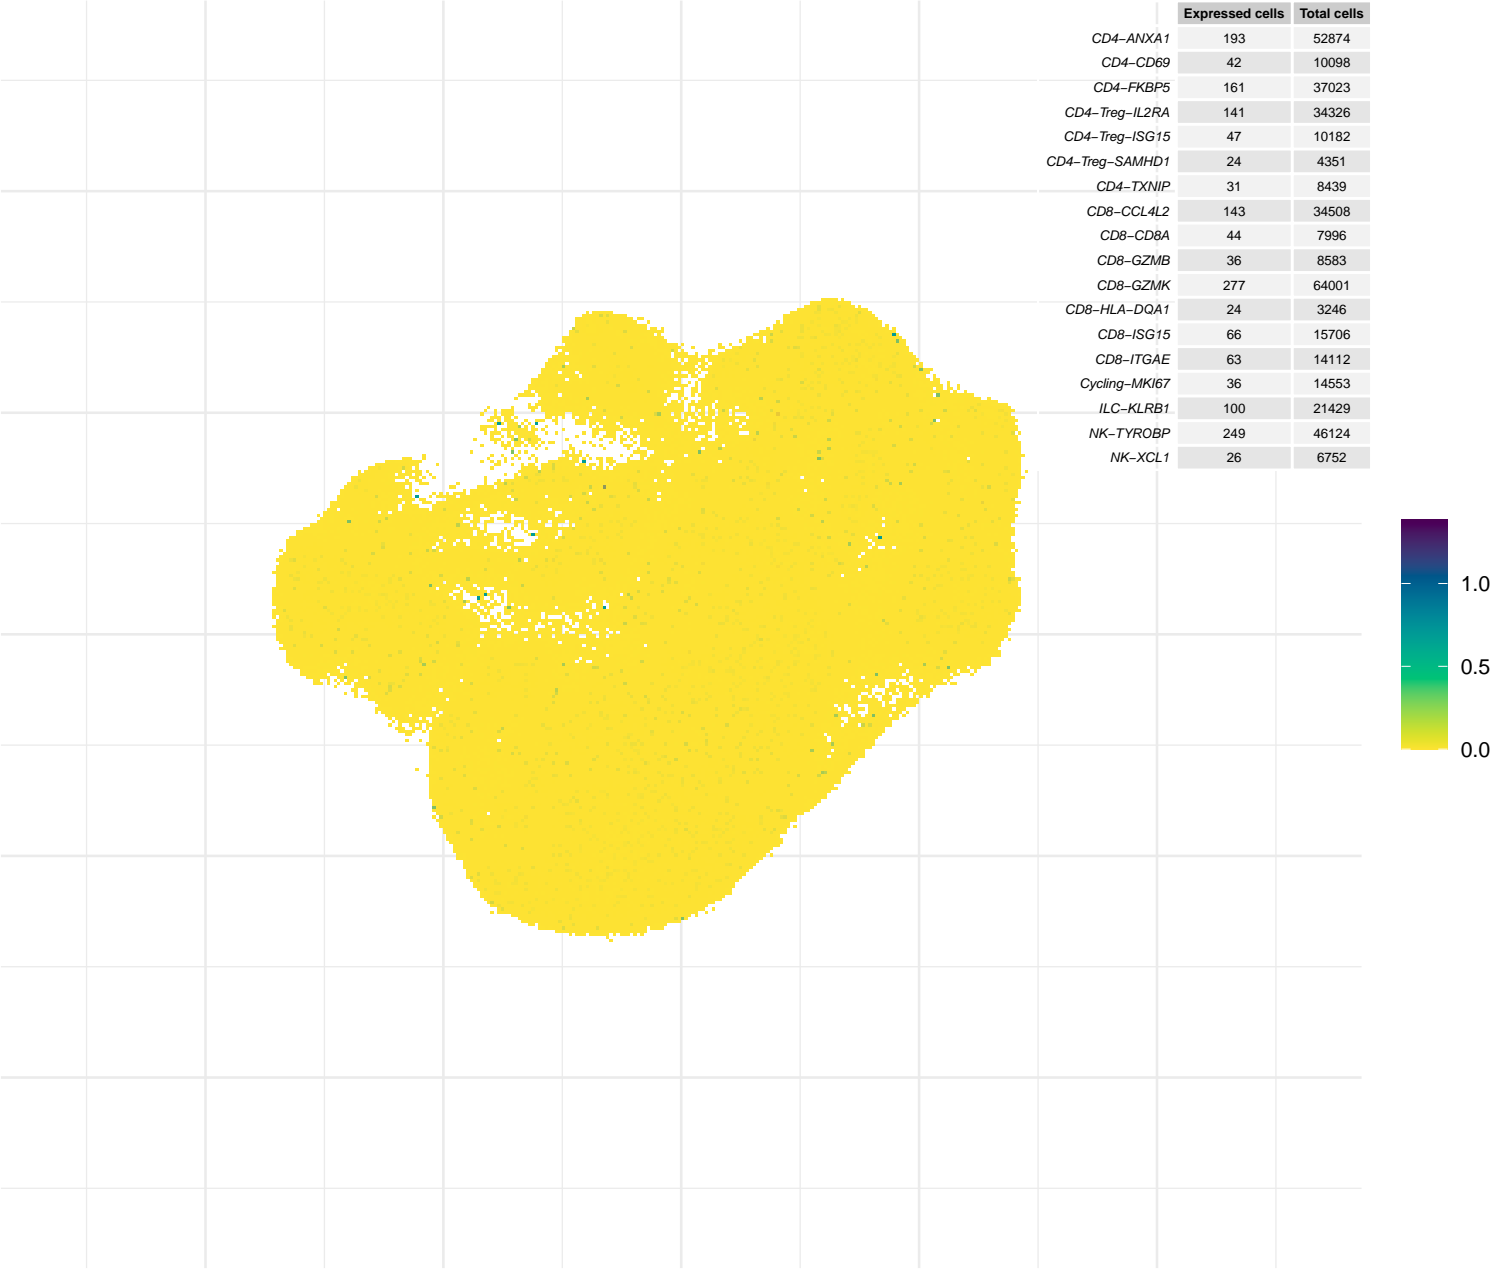 Expressed cells Total cells
CD4−ANXA1 193 52874
CD4−CD69 42 10098
CD4−FKBP5 161 37023
CD4−Treg−IL2RA 141 34326
CD4−Treg−ISG15 47 10182
CD4−Treg−SAMHD1 24 4351
CD4−TXNIP 31 8439
CD8−CCL4L2 143 34508
CD8−CD8A 44 7996
CD8−GZMB 36 8583
CD8−GZMK 277 64001
CD8−HLA−DQA1 24 3246
CD8−ISG15 66 15706
CD8−ITGAE 63 14112
Cycling−MKI67 36 14553
ILC−KLRB1 100 21429
NK−TYROBP 249 46124
NK−XCL1 26 6752
1.0
0.5
0.0